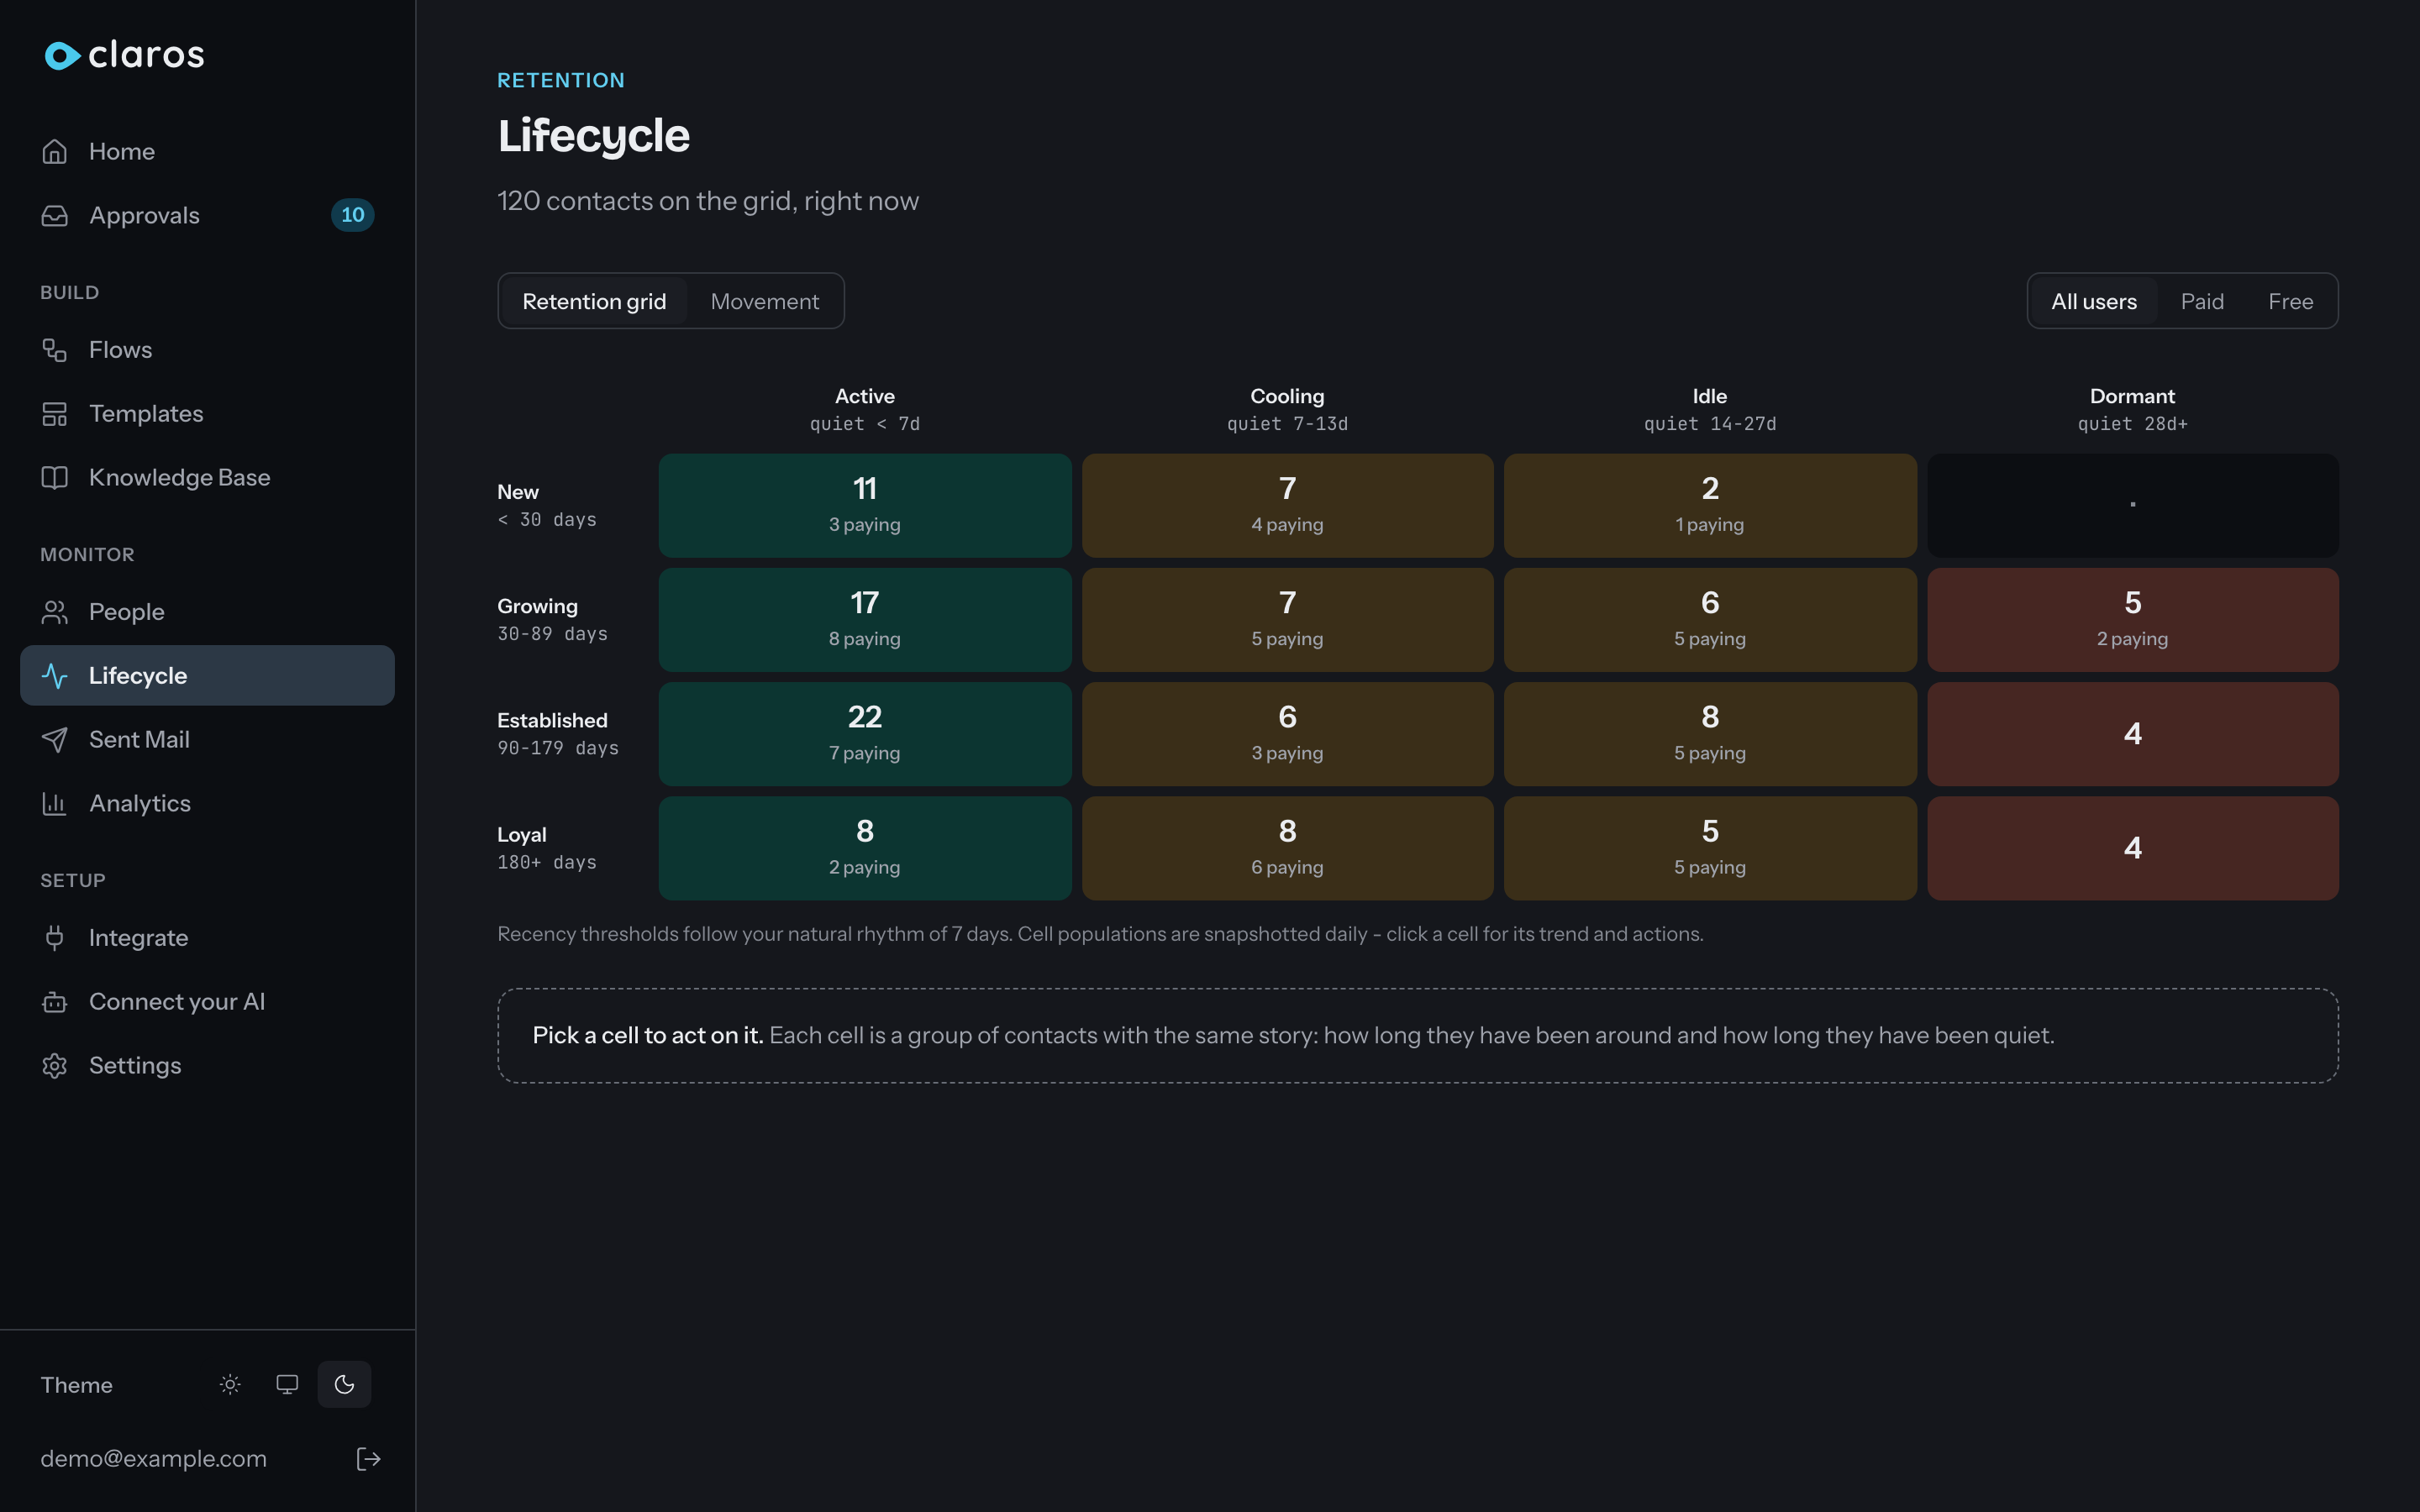 claros
Home
Approvals 10
BUILD
Flows
Templates
Knowledge Base
MONITOR
People
Lifecycle
Sent Mail
Analytics
SETUP
Integrate
Connect your AI
Settings
Theme
demo@example.com
RETENTION
Lifecycle
120 contacts on the grid, right now
Retention grid Movement
All users Paid Free
Active Cooling Idle Dormant
quiet < 7d quiet 7-13d quiet 14-27d quiet 28d+
New
< 30 days
11 7 2 .
3 paying 4 paying 1 paying
Growing
30-89 days
17 7 6 5
8 paying 5 paying 5 paying 2 paying
Established
90-179 days
22 6 8 4
7 paying 3 paying 5 paying
Loyal
180+ days
8 8 5 4
2 paying 6 paying 5 paying
Recency thresholds follow your natural rhythm of 7 days. Cell populations are snapshotted daily - click a cell for its trend and actions.
Pick a cell to act on it. Each cell is a group of contacts with the same story: how long they have been around and how long they have been quiet.